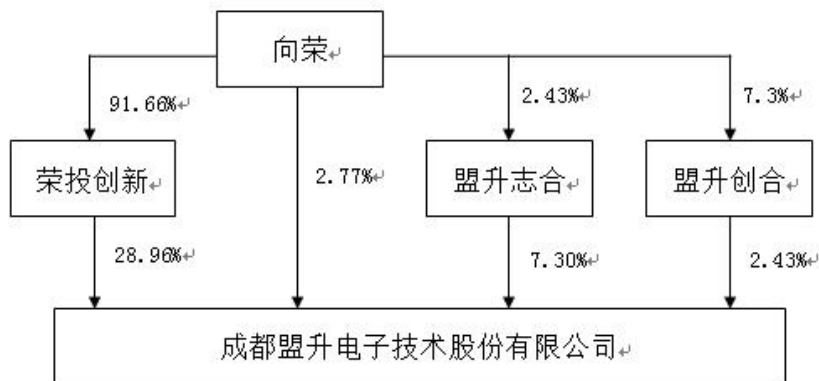 向荣
91.66%
2.43%
7.3%
荣投创新
2.77%
盟升志合
盟升创合
28.96%
7.30%
2.43%
成都盟升电子技术股份有限公司